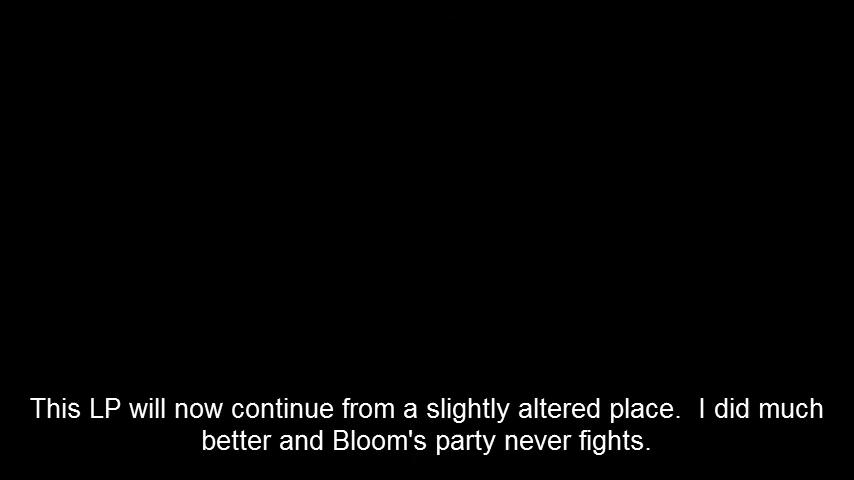 This LP will now continue from a slightly altered place.  I did much
better and Bloom's party never fights.